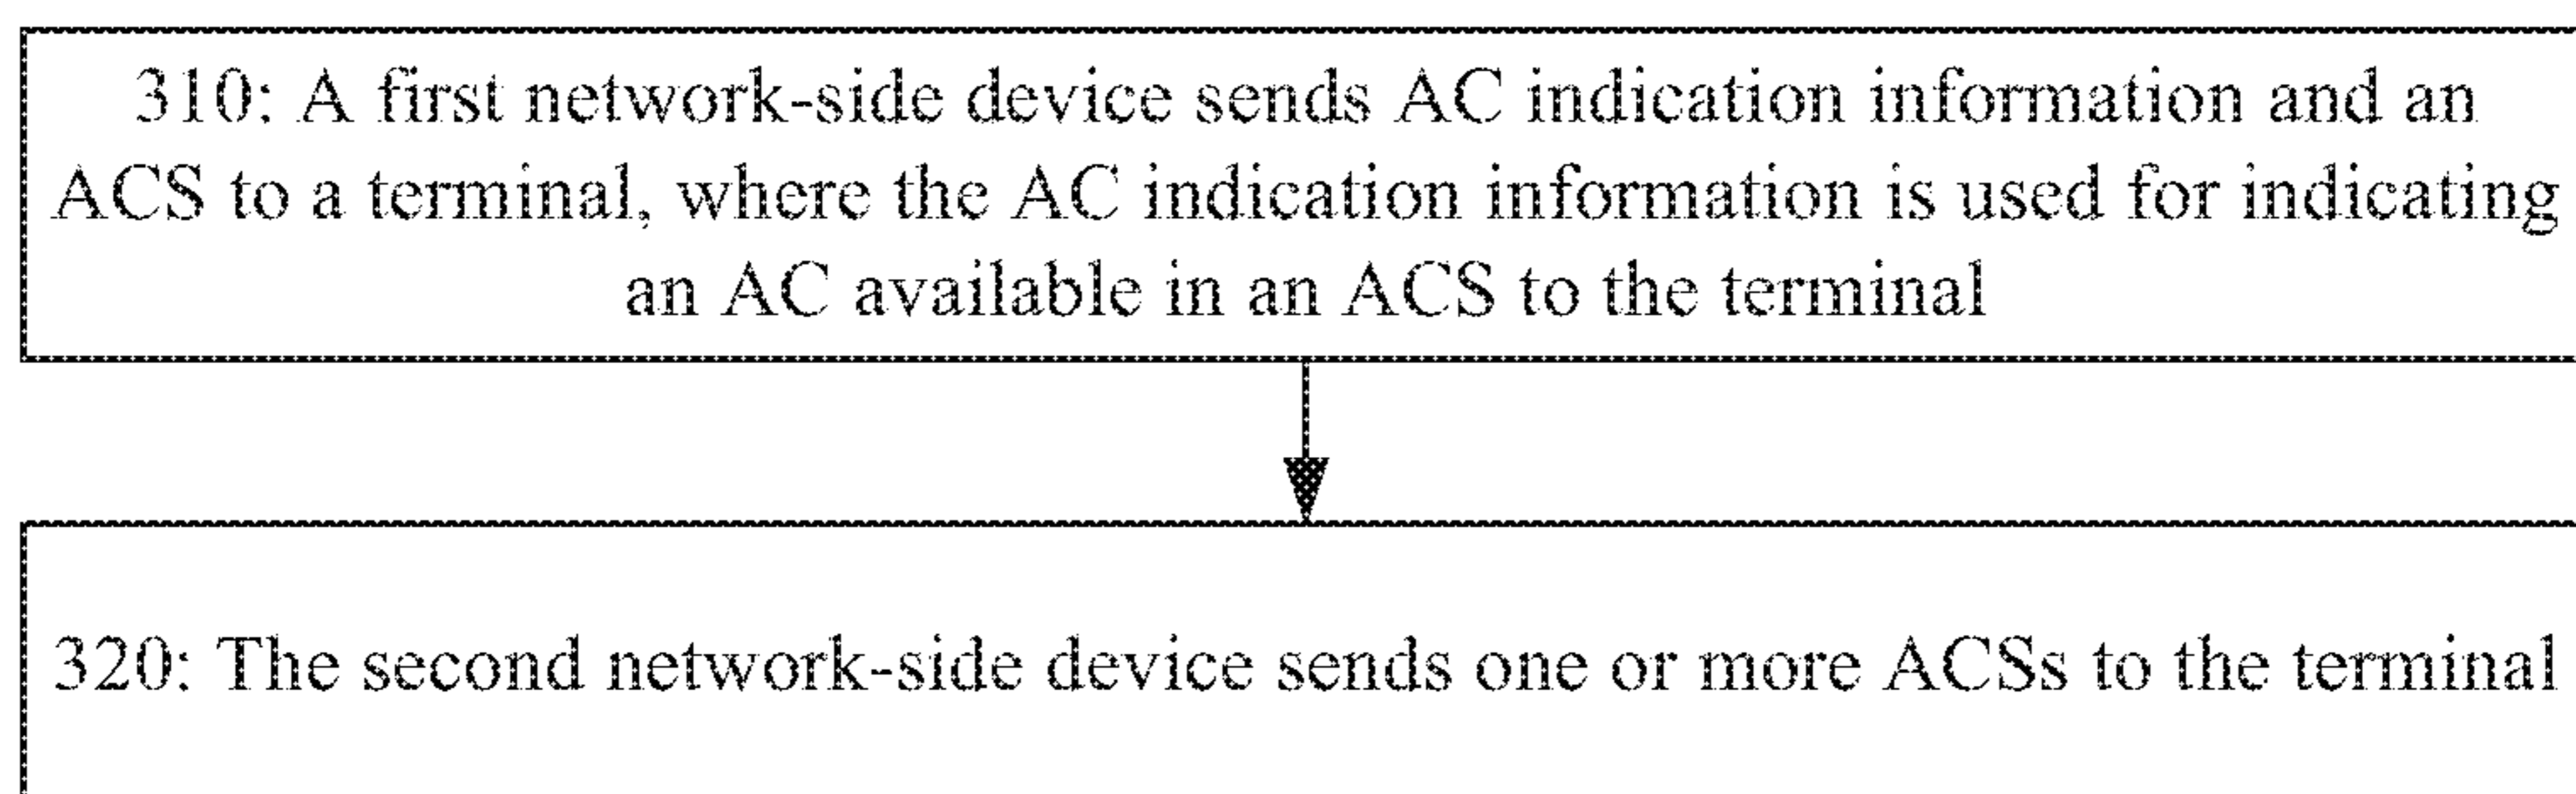 310: A first network-side device sends AC indication information and an
ACS to a terminal, where the AC indication information is used for indicating
an AC available in an ACS to the terminal
320: The second network-side device sends one or more ACSs to the terminal